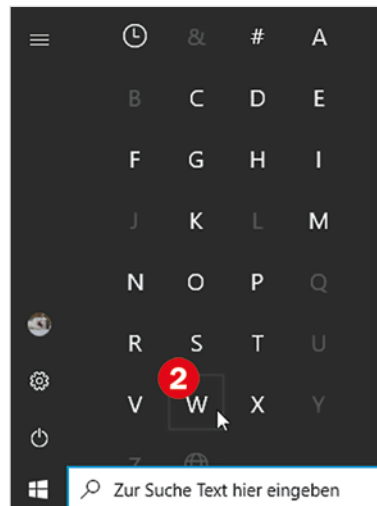 & # A
B C D E
F G H I
J K L M
N O P Q
R S T U
2
V W X Y
Z
Zur Suche Text hier eingeben